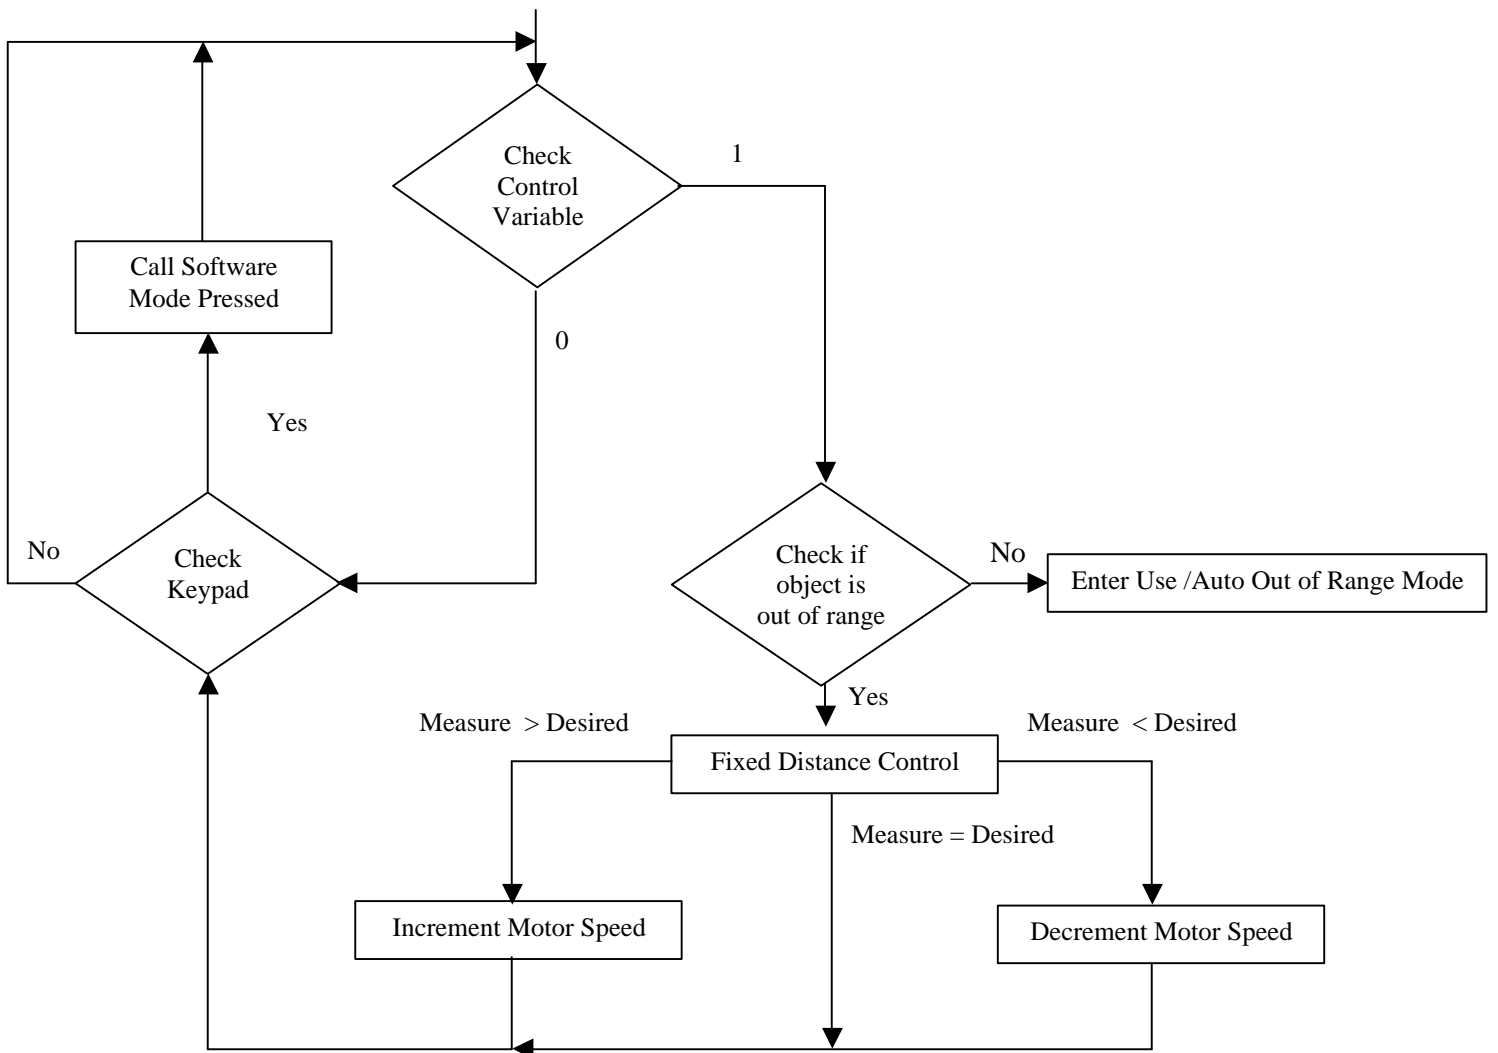 1
Check
Control
Variable
Call Software
Mode Pressed
0
Yes
No
Check
Keypad
Check if
object is
out of range
No
Enter Use /Auto Out of Range Mode
Yes
Measure > Desired
Measure < Desired
Fixed Distance Control
Measure = Desired
Increment Motor Speed
Decrement Motor Speed